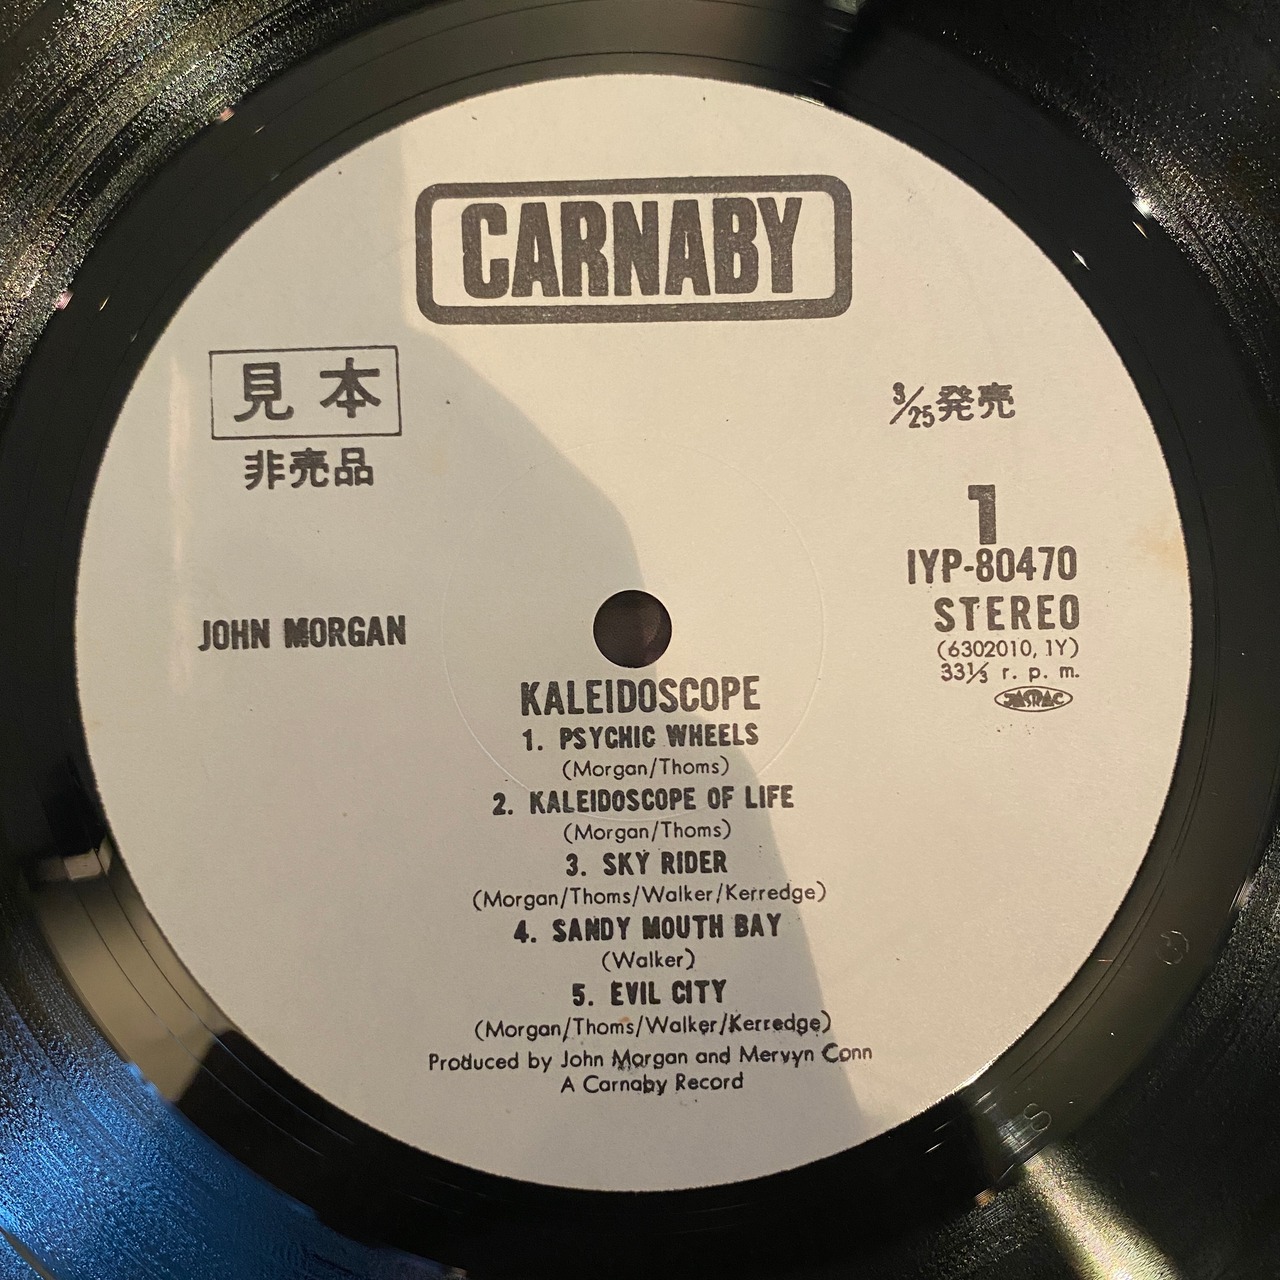 CARNABY
見本
非売品
3/25発売
1
IYP-80470
STEREO
(6302010, 1Y)
33⅓ r. p. m.
JASRAC
JOHN MORGAN
KALEIDOSCOPE
1. PSYCHIC WHEELS
(Morgan/Thoms)
2. KALEIDOSCOPE OF LIFE
(Morgan/Thoms)
3. SKY RIDER
(Morgan/Thoms/Walker/Kerredge)
4. SANDY MOUTH BAY
(Walker)
5. EVIL CITY
(Morgan/Thoms/Walker/Kerredge)
Produced by John Morgan and Mervyn Conn
A Carnaby Record